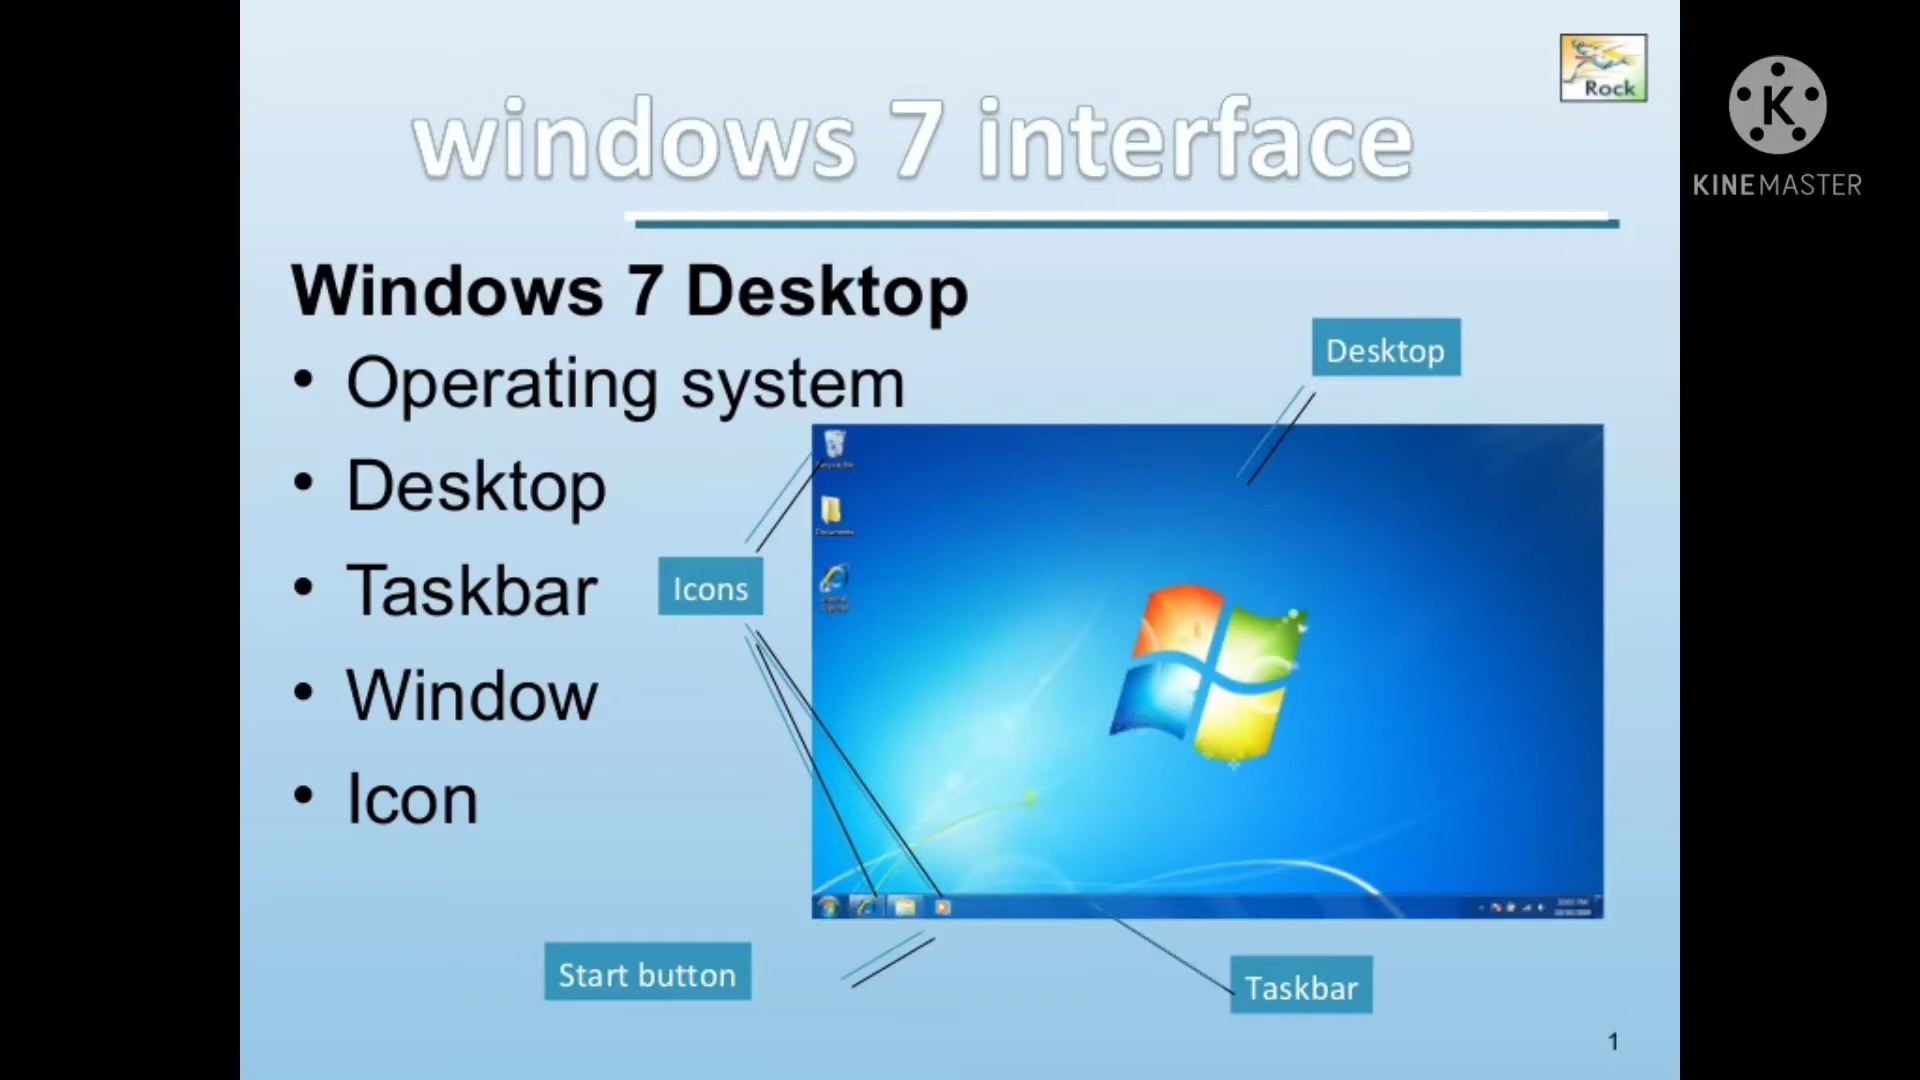 windows 7 interface
Rock
KINEMASTER
Windows 7 Desktop
• Operating system
• Desktop
• Taskbar
• Window
• Icon
Desktop
Icons
Documents
Start button
Taskbar
1